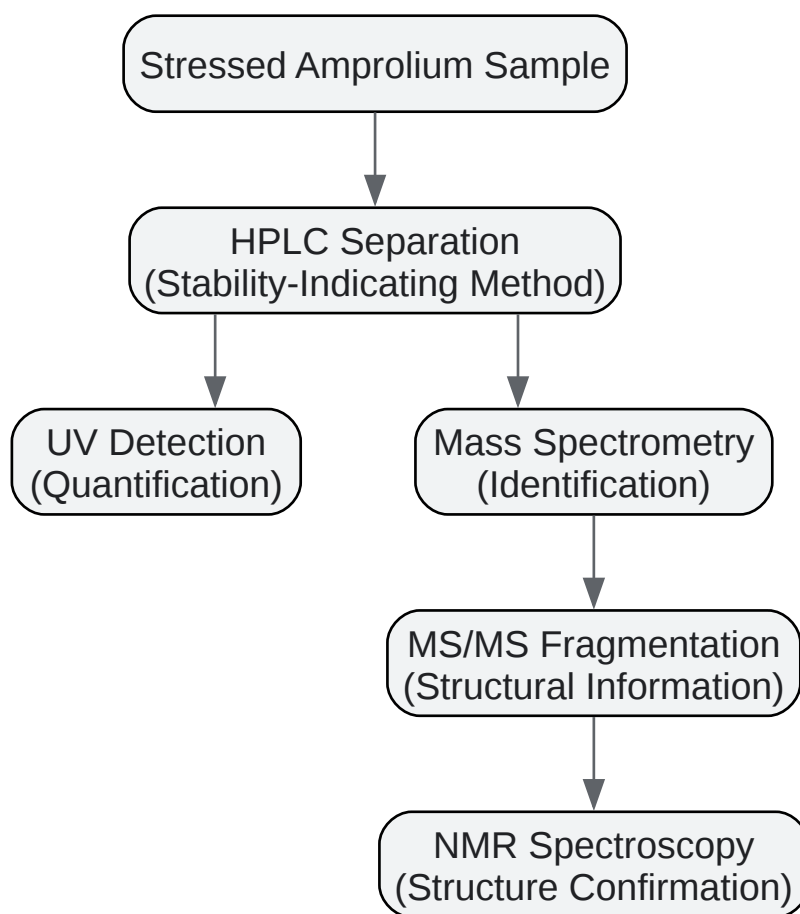 Stressed Amprolium Sample
HPLC Separation
(Stability-Indicating Method)
UV Detection
(Quantification)
Mass Spectrometry
(Identification)
MS/MS Fragmentation
(Structural Information)
NMR Spectroscopy
(Structure Confirmation)